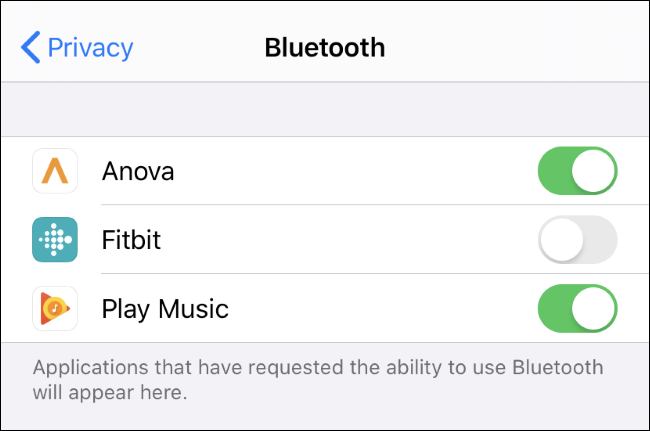 Privacy
Bluetooth
Anova
Fitbit
Play Music
Applications that have requested the ability to use Bluetooth
will appear here.